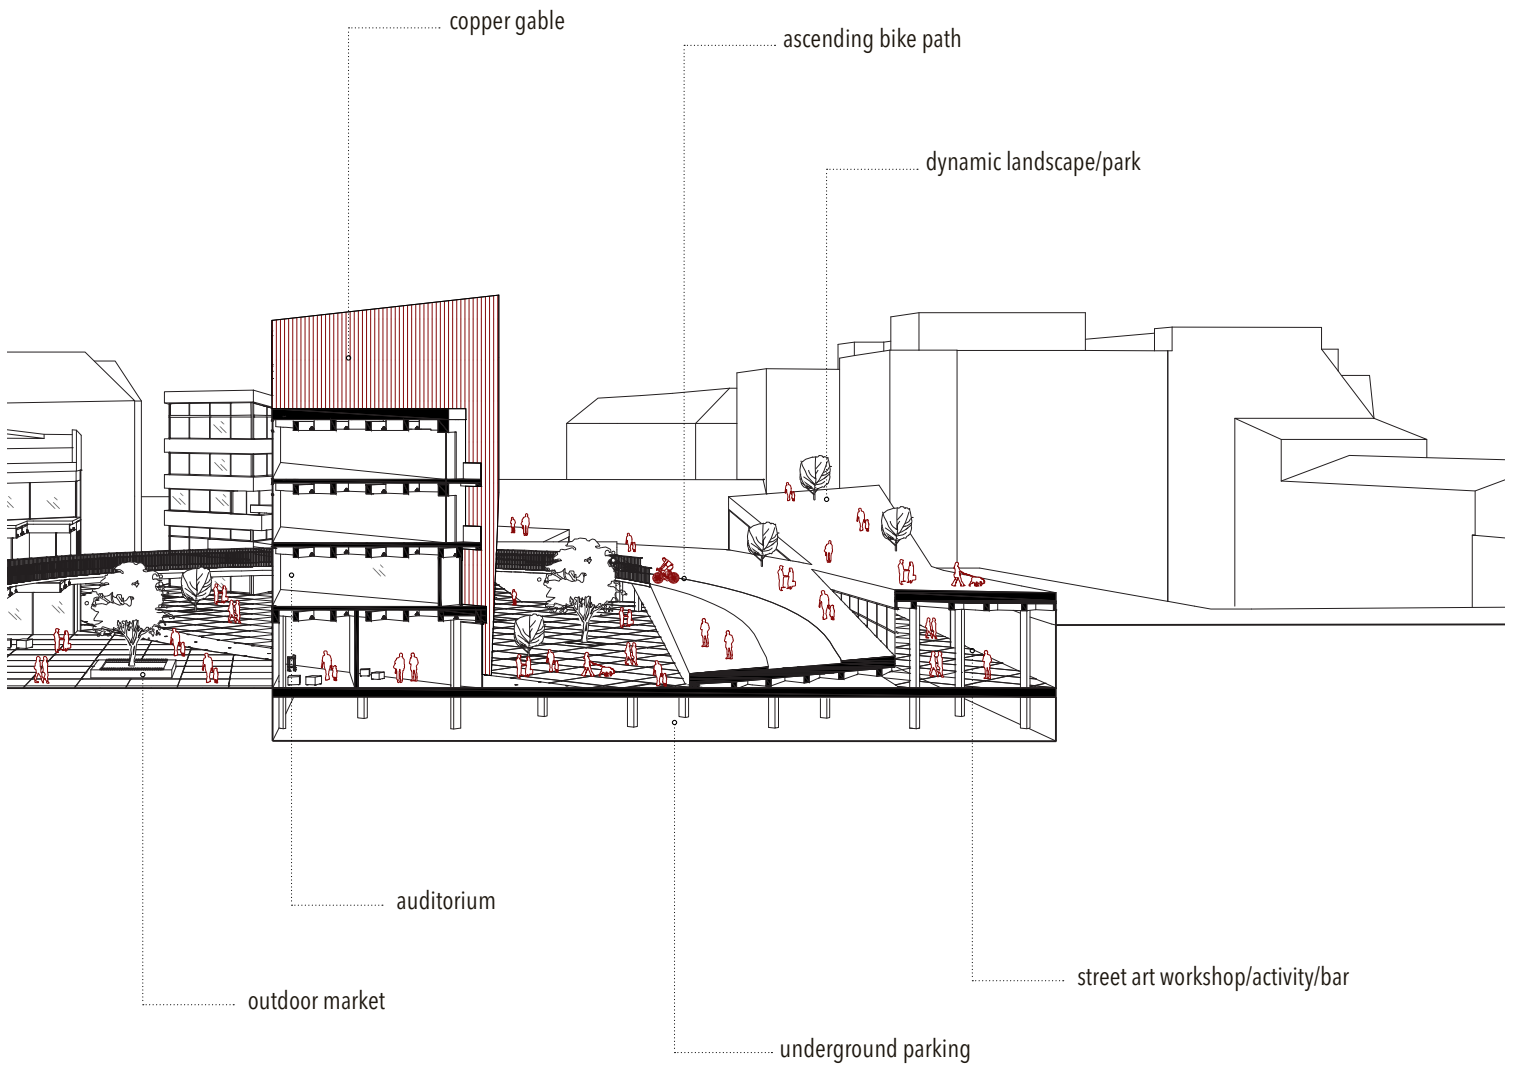 copper gable
ascending bike path
dynamic landscape/park
auditorium
street art workshop/activity/bar
outdoor market
underground parking